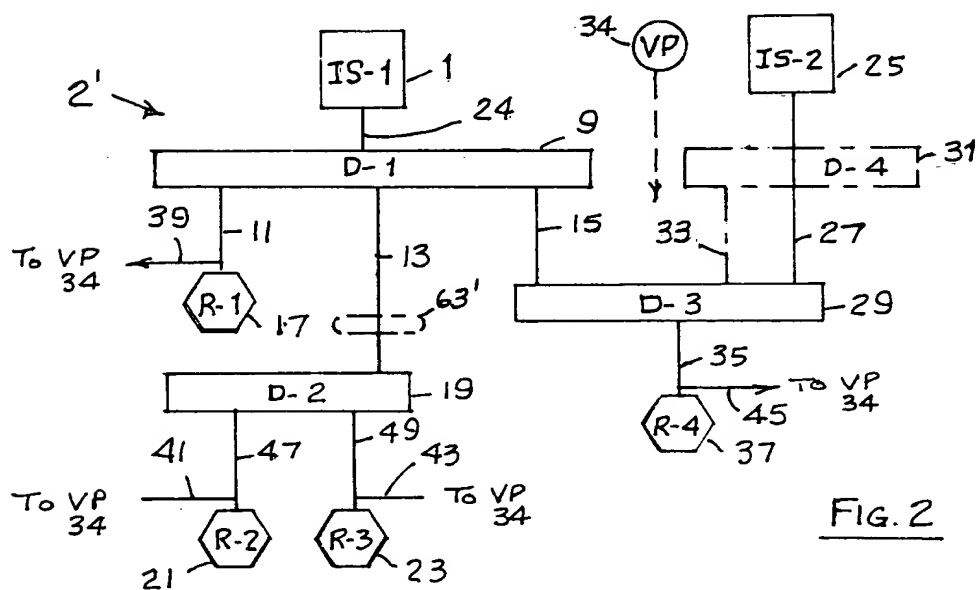 2'
IS-1
1
24
9
D-1
34
VP
IS-2
25
D-4
31
39
11
13
15
33
27
To VP
34
R-1
17
63'
D-3
29
D-2
19
35
To VP
34
45
R-4
37
41
47
49
43
To VP
34
R-2
21
R-3
23
To VP
34
FIG. 2